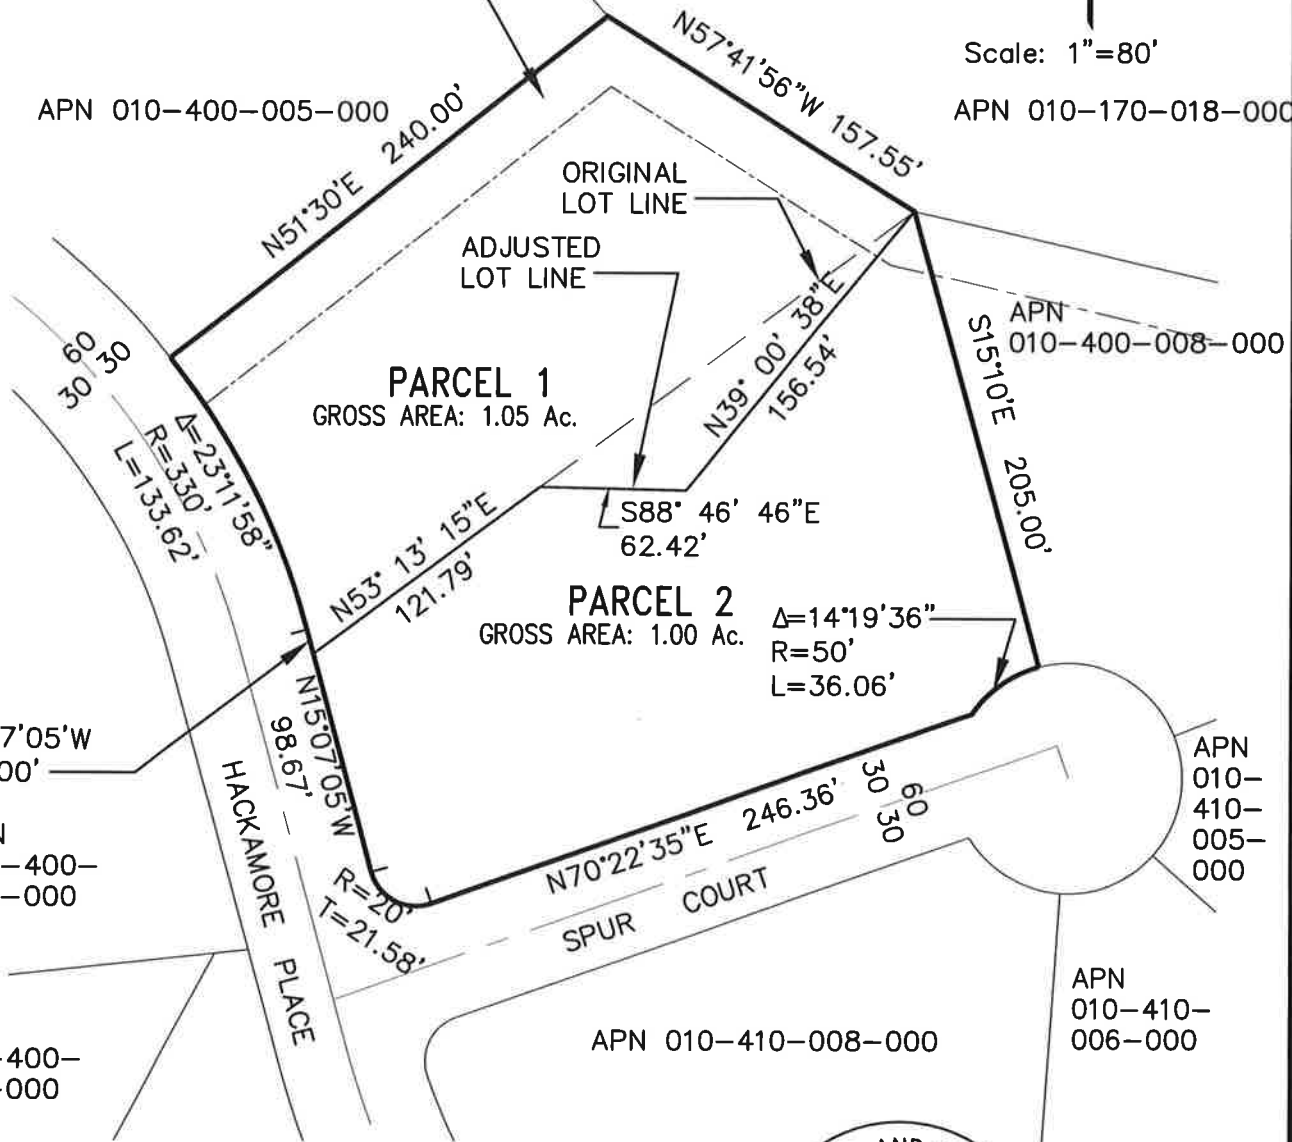 Scale: 1"=80'
APN 010-400-005-000
N51°30'E 240.00'
N57°41'56"W 157.55'
APN 010-170-018-000
ORIGINAL
LOT LINE
ADJUSTED
LOT LINE
APN
010-400-008-000
60
30 30
PARCEL 1
GROSS AREA: 1.05 Ac.
N39° 00' 38"E
156.54'
S15°10'E 205.00'
Δ=23°11'58"
R=330'
L=133.62'
S88° 46' 46"E
62.42'
N53° 13' 15"E
121.79'
PARCEL 2
GROSS AREA: 1.00 Ac.
Δ=14°19'36"
R=50'
L=36.06'
7'05'W
00'
N15°07'05'W
98.67'
HACKAMORE PLACE
N70°22'35"E 246.36'
30
60
30
APN
010-
410-
005-
000
-400-
-000
R=20'
T=21.58'
SPUR COURT
APN
010-410-
006-000
APN 010-410-008-000
-400-
-000